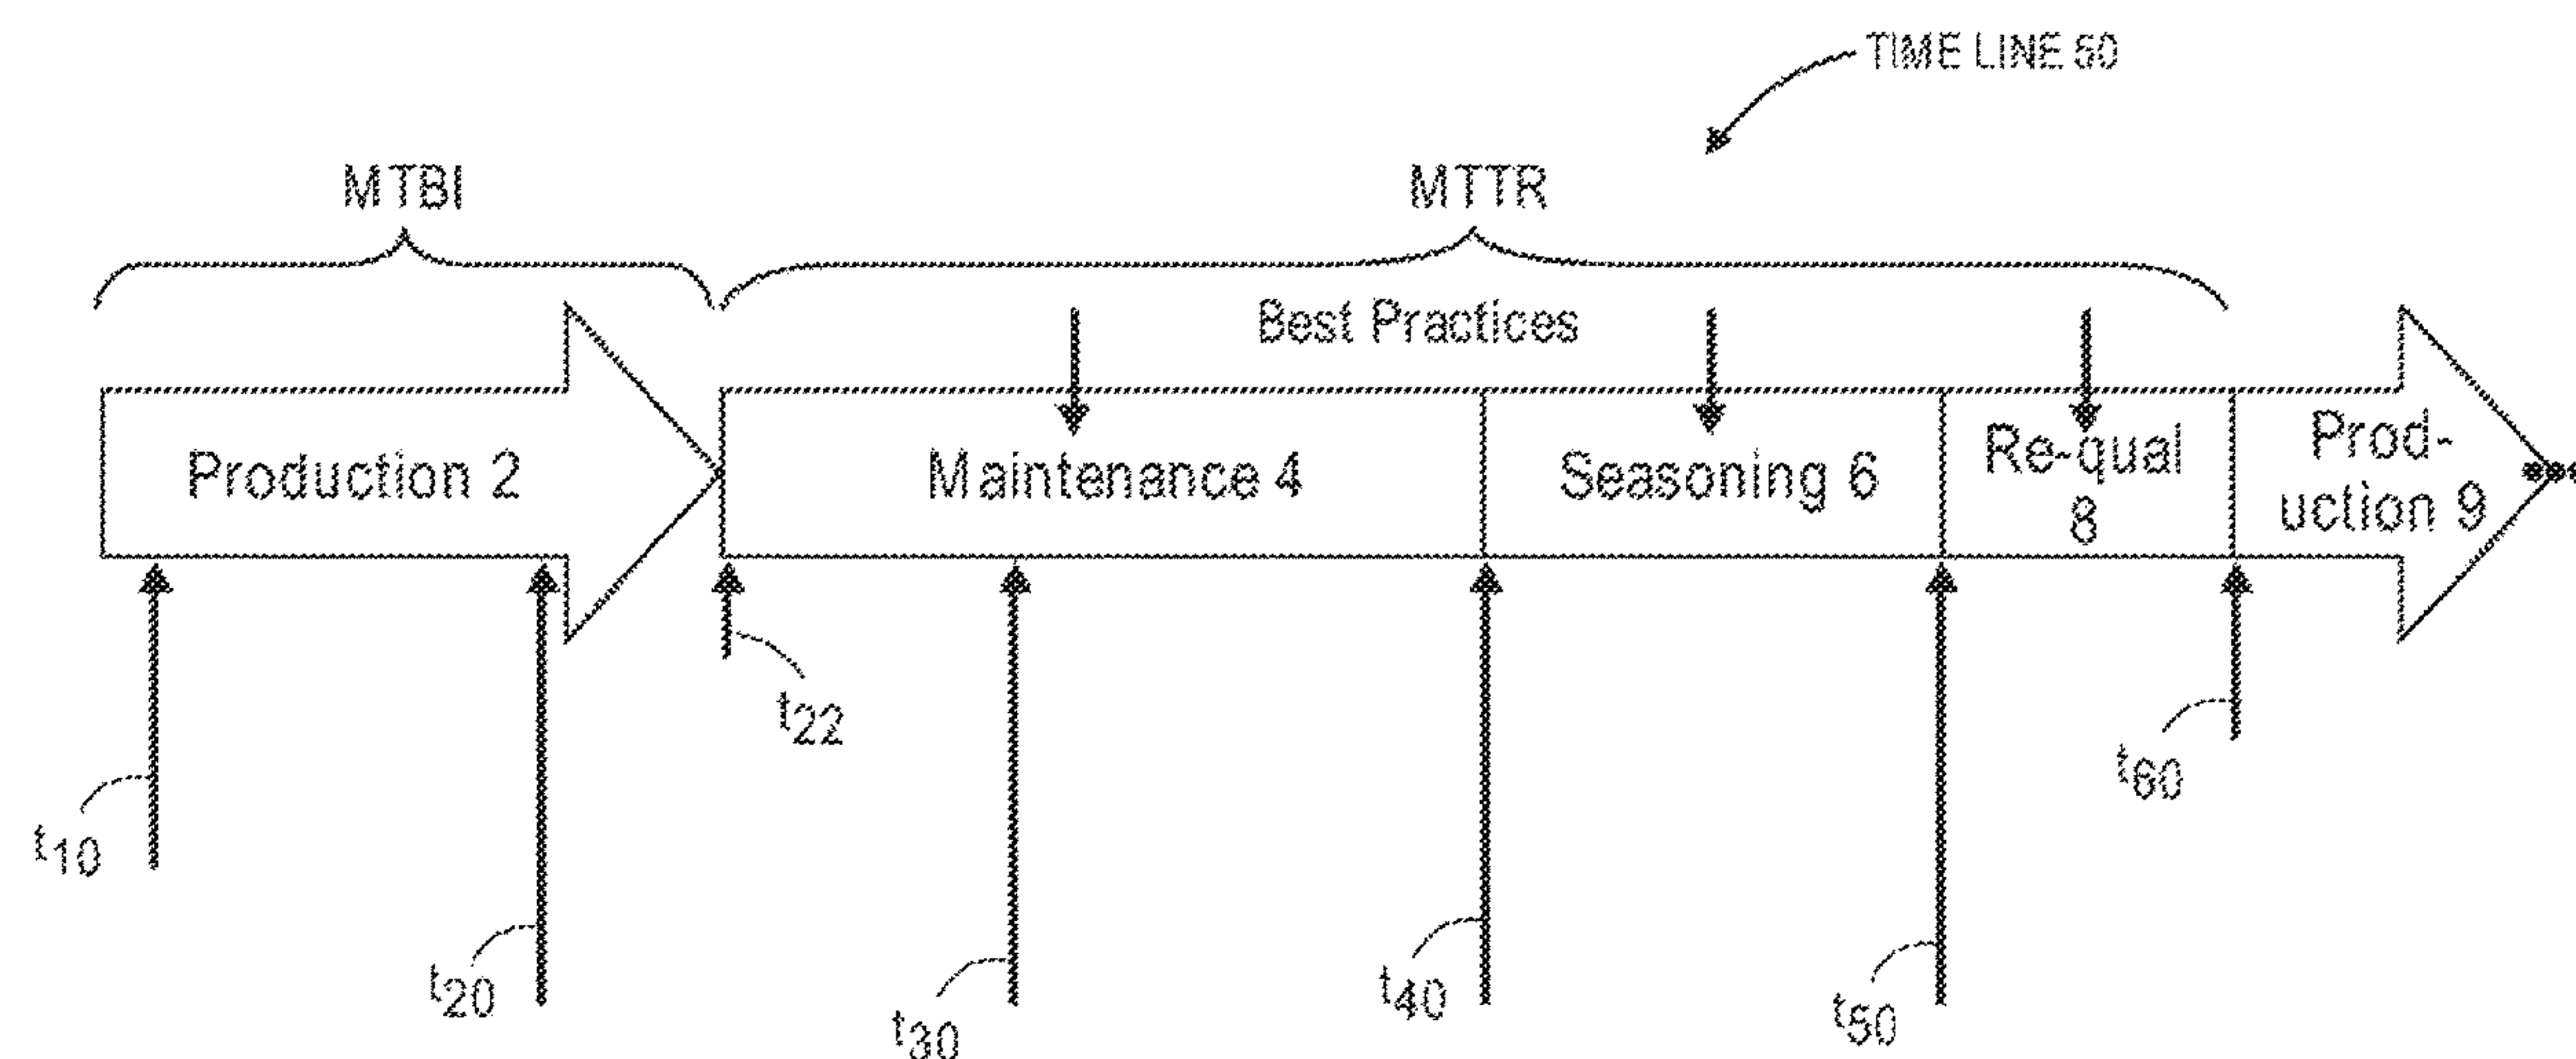 TIME LINE 50
MTBI
MTTR
Best Practices
Production 2
Maintenance 4
Seasoning 6
Re-qual
8
Prod-
uction 9
t22
t60
t10
t20
t40
t50
t30